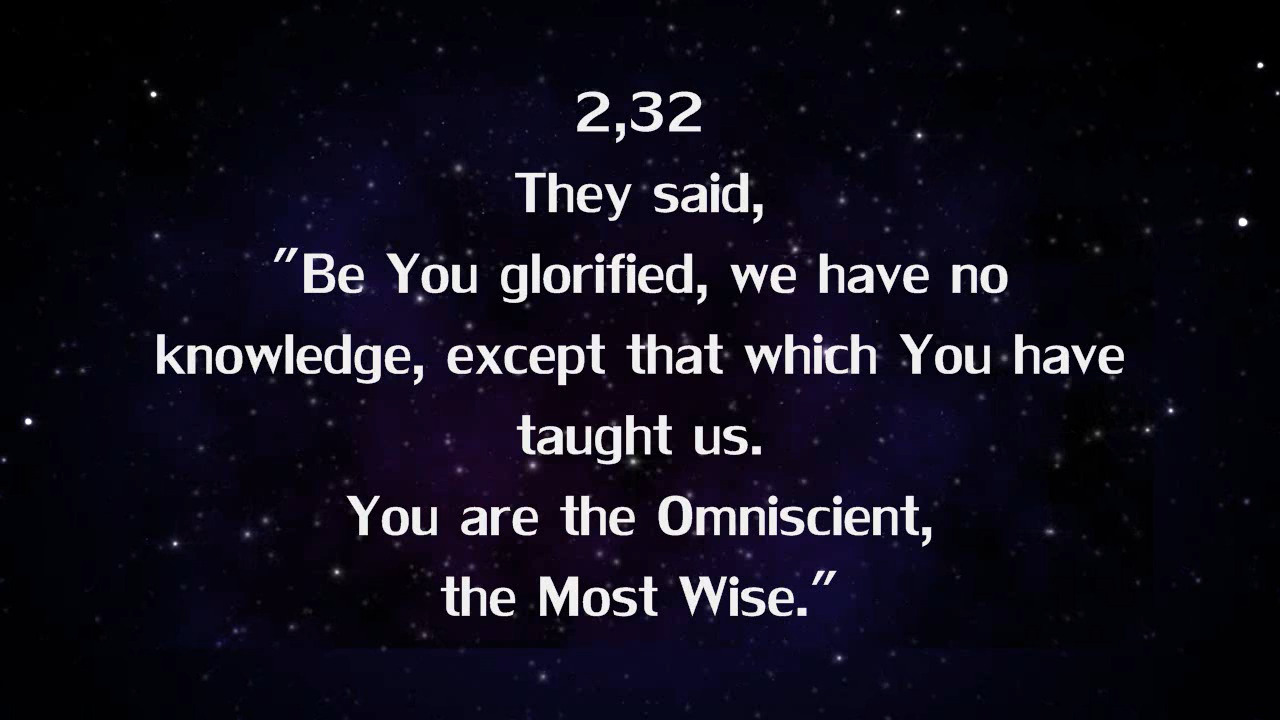 2,32
They said,
"Be You glorified, we have no
knowledge, except that which You have
taught us.
You are the Omniscient,
the Most Wise."